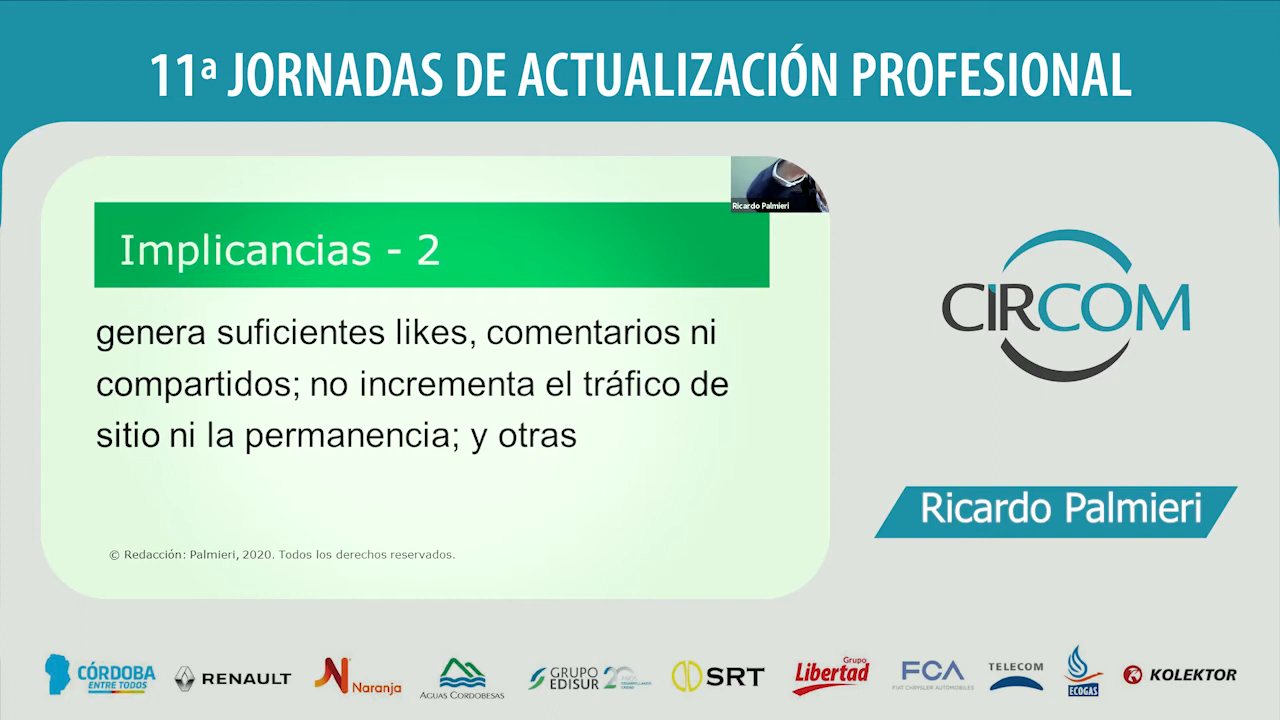 11ª JORNADAS DE ACTUALIZACIÓN PROFESIONAL
Ricardo Palmieri
Implicancias - 2
genera suficientes likes, comentarios ni
compartidos; no incrementa el tráfico de
sitio ni la permanencia; y otras
© Redacción: Palmieri, 2020. Todos los derechos reservados.
CIRCOM
Ricardo Palmieri
CÓRDOBA
ENTRE TODOS
RENAULT
Naranja
AGUAS CORDOBESAS
GRUPO
EDISUR
SRT
Grupo
Libertad
FCA
FIAT CHRYSLER AUTOMOBILES
TELECOM
ECOGAS
KOLEKTOR